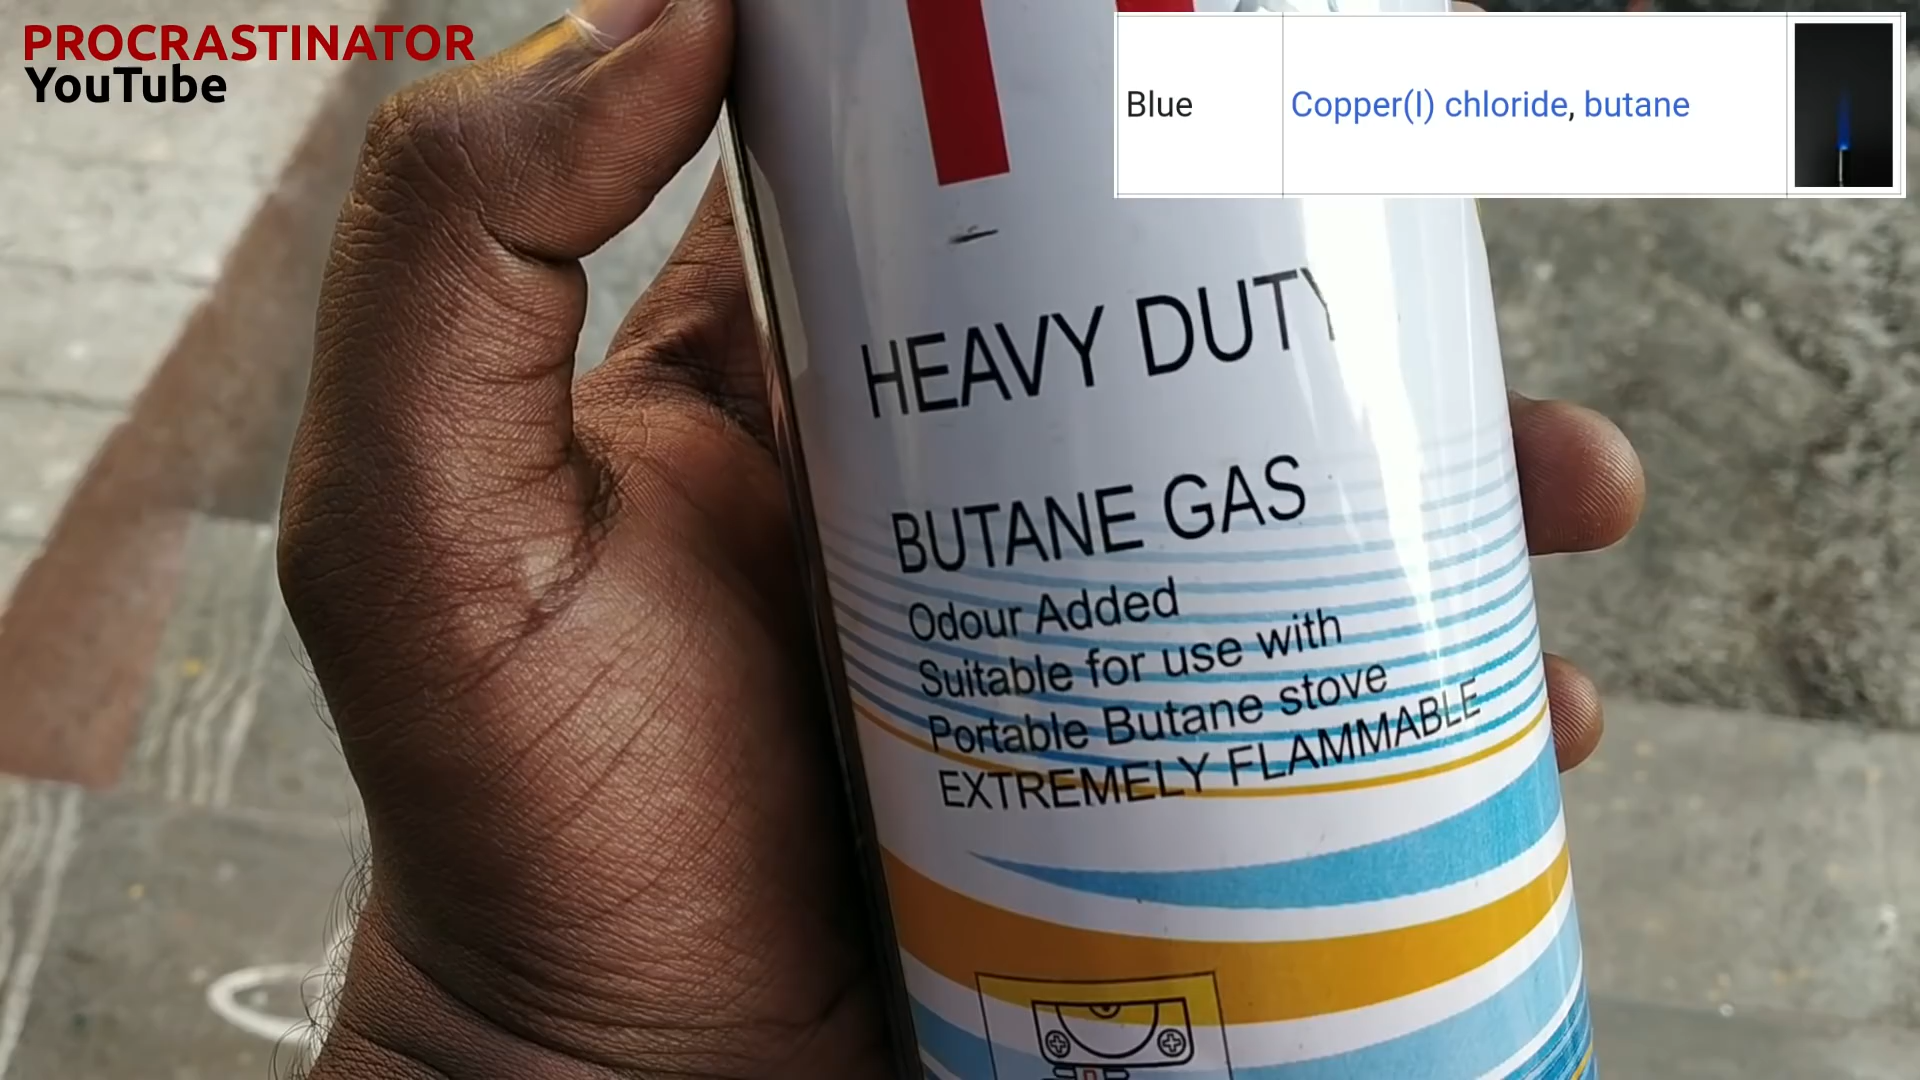 PROCRASTINATOR
YouTube
Blue
Copper(I) chloride, butane
HEAVY DUTY
BUTANE GAS
Odour Added
Suitable for use with
Portable Butane stove
EXTREMELY FLAMMABLE